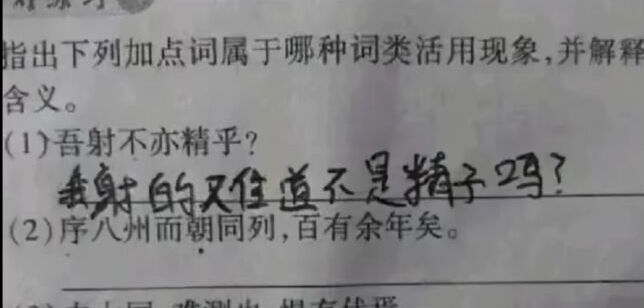 指出下列加点词属于哪种词类活用现象,并解释
含义。
(1)吾射不亦精乎?
我射的又住道不是精子吗?
(2)序八州而朝同列,百有余年矣。